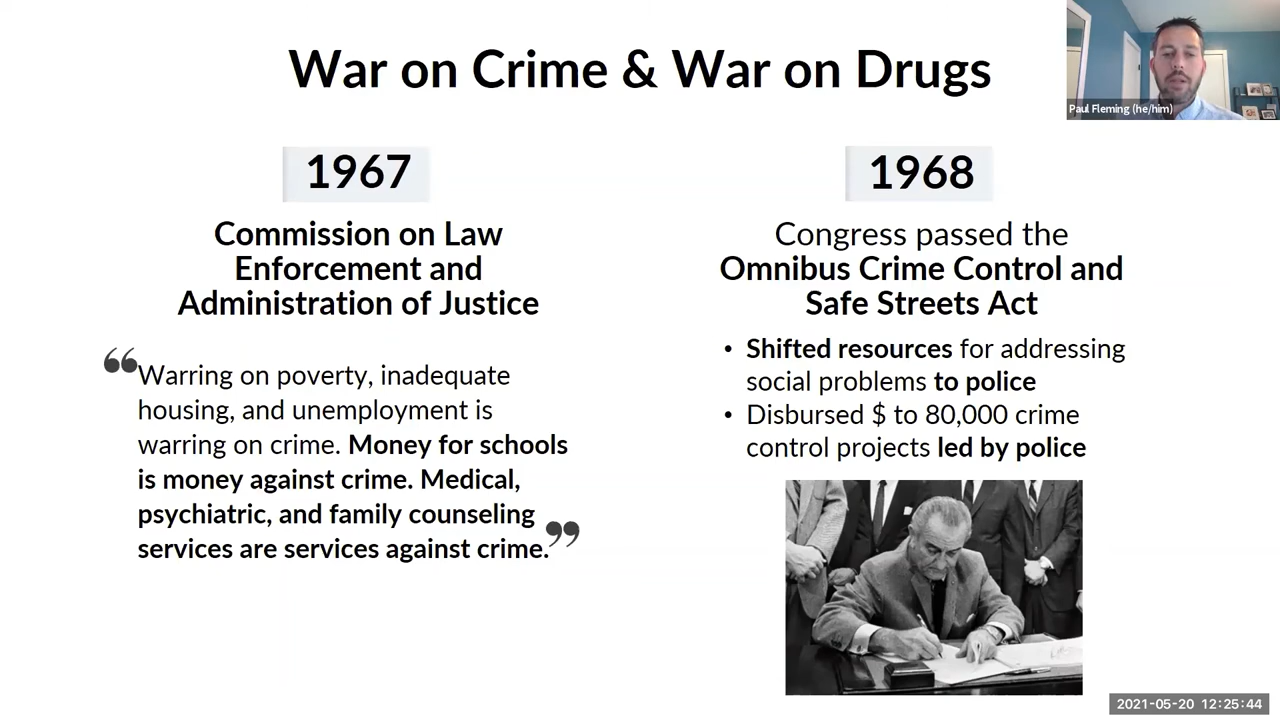 War on Crime & War on Drugs
Paul Fleming (he/him)
1967
Commission on Law
Enforcement and
Administration of Justice
“Warring on poverty, inadequate
housing, and unemployment is
warring on crime. Money for schools
is money against crime. Medical,
psychiatric, and family counseling
services are services against crime.”
1968
Congress passed the
Omnibus Crime Control and
Safe Streets Act
• Shifted resources for addressing
social problems to police
• Disbursed $ to 80,000 crime
control projects led by police
2021-05-20 12:25:44